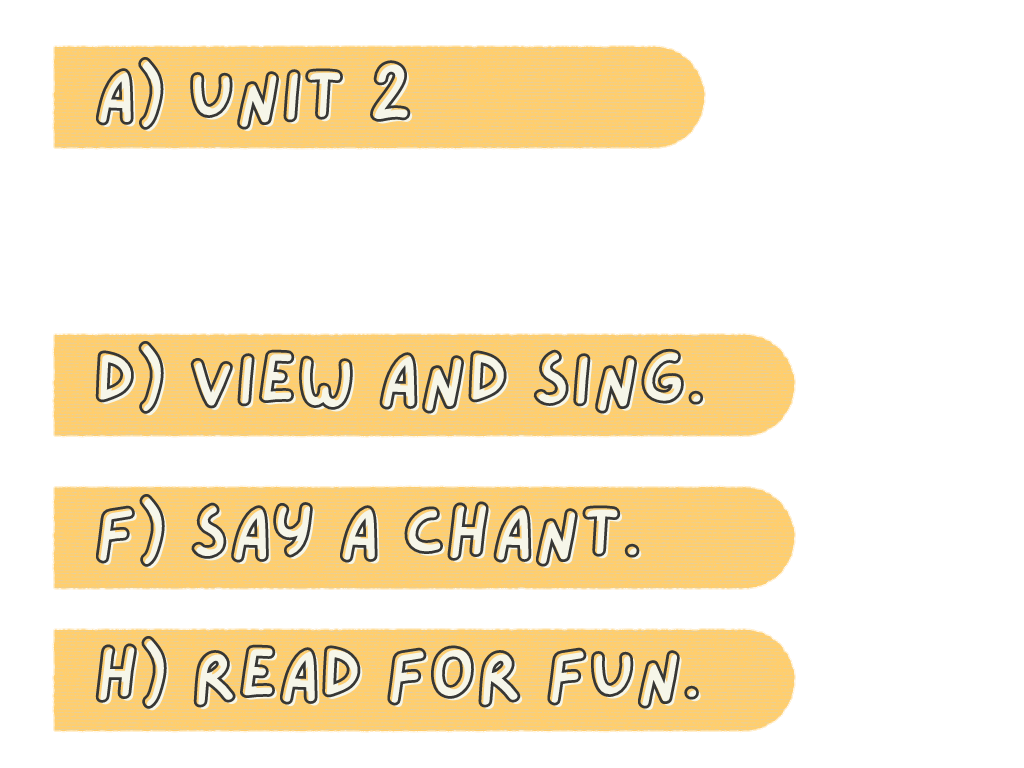 A) UNIT 2
D) VIEW AND SING.
F) SAY A CHANT.
H) READ FOR FUN.